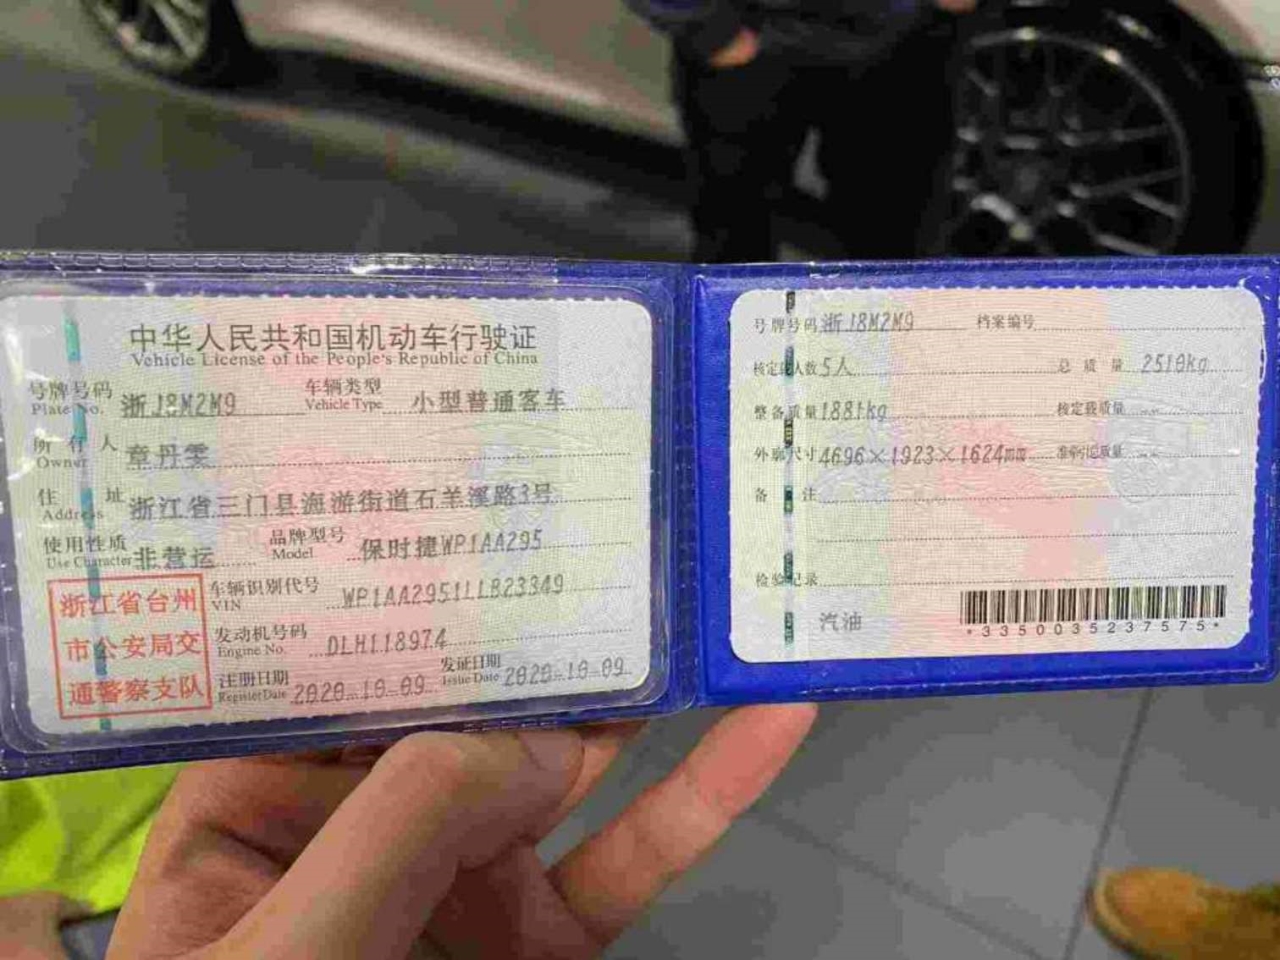 中华人民共和国机动车行驶证
Vehicle License of the People's Republic of China
号牌号码 浙J8M2M9 车辆类型 小型普通客车
Plate No. Vehicle Type
所有人 章丹雯
Owner
住址 浙江省三门县海游街道石羊溪路3号
Address
使用性质 非营运 品牌型号 保时捷WP1AA295
Use Character Model
浙江省台州
市公安局交
通警察支队
车辆识别代号 WP1AA2951LLB23349
VIN
发动机号码 DLH118974
Engine No.
注册日期 2020-10-09 发证日期 2020-10-09
Register Date Issue Date
号牌号码 浙J8M2M9 档案编号
核定载人数 5人 总质量 2510kg
整备质量 1881kg 核定载质量 --
外廓尺寸 4696×1923×1624mm 准牵引总质量 --
备注
检验记录
汽油
*3350035237575*